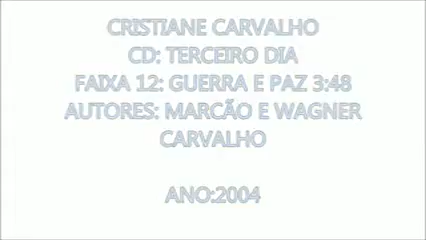 CRISTIANE CARVALHO
CD: TERCEIRO DIA
FAIXA 12: GUERRA E PAZ 3:48
AUTORES: MARCÃO E WAGNER
CARVALHO
ANO:2004